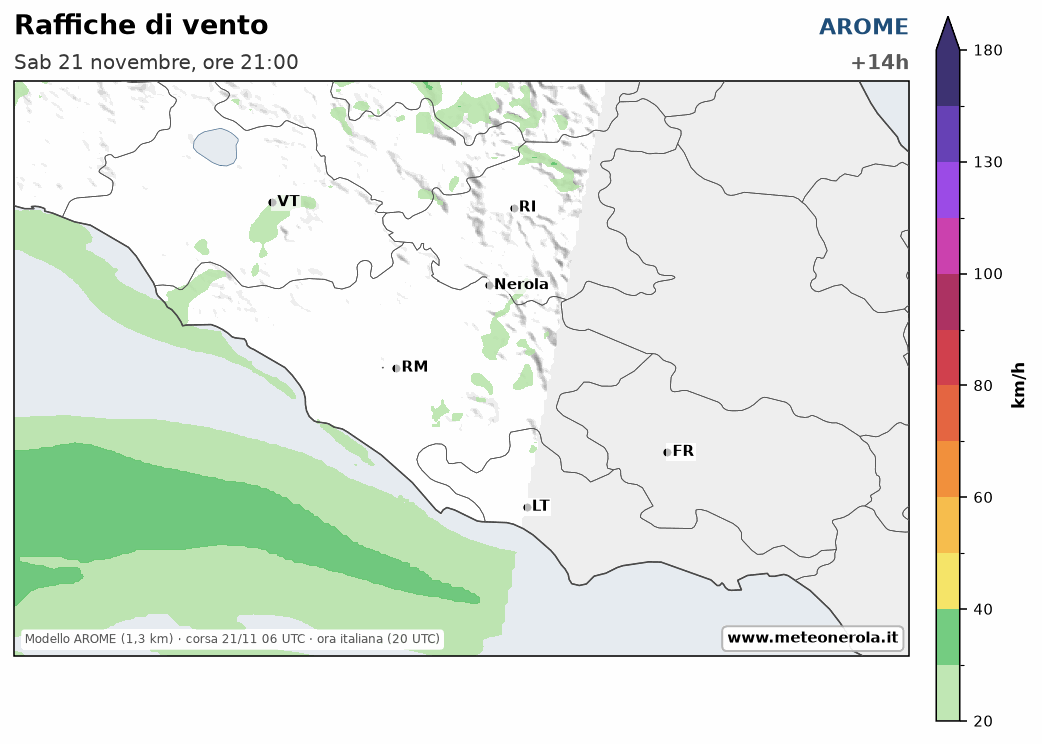 Raffiche di vento
AROME
Sab 21 novembre, ore 21:00
+14h
VT
RI
Nerola
RM
FR
LT
Modello AROME (1,3 km) · corsa 21/11 06 UTC · ora italiana (20 UTC)
www.meteonerola.it
180
130
100
80
60
40
20
km/h